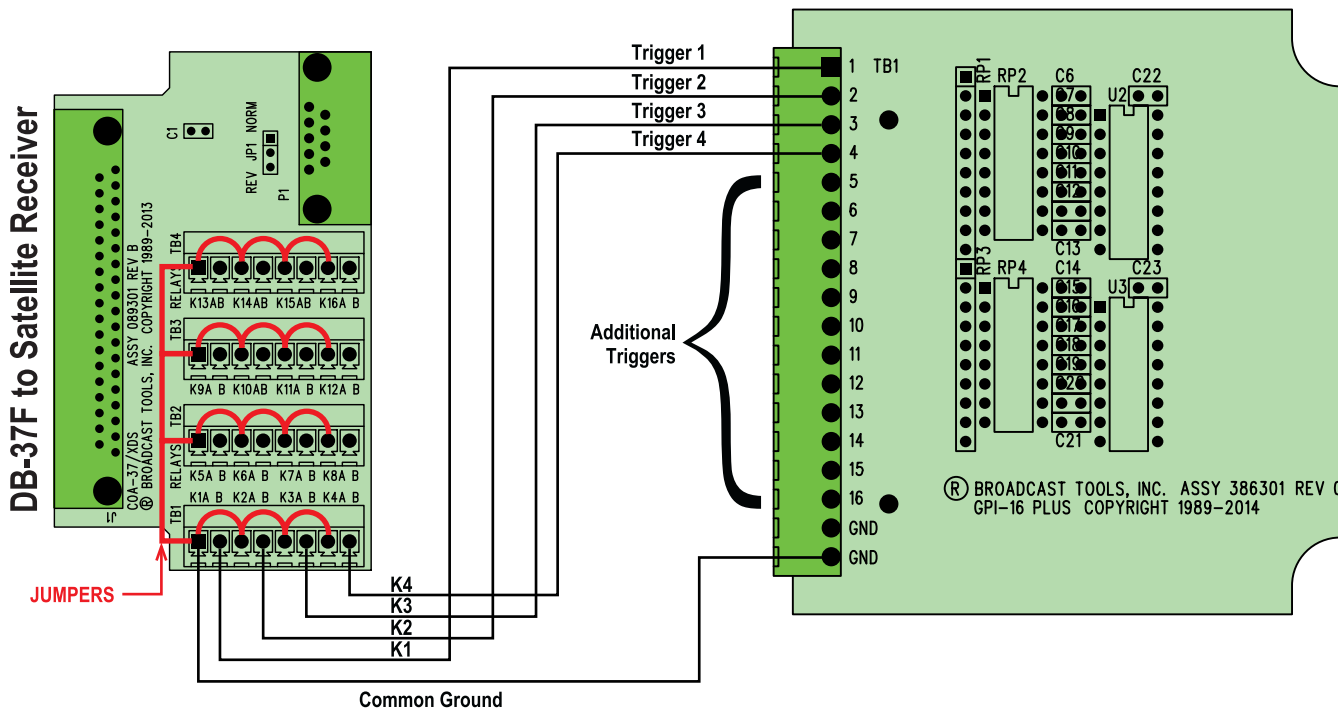 DB-37F to Satellite Receiver
C1
REV JP1 NORM
P1
J1
COA-37/XDS
ASSY 089301 REV B
® BROADCAST TOOLS, INC. COPYRIGHT 1989-2013
RELAYS
TB4
K13AB K14AB K15AB K16A B
TB3
K9A B K10AB K11A B K12A B
RELAYS
TB2
K5A B K6A B K7A B K8A B
K1A B K2A B K3A B K4A B
TB1
JUMPERS
K4
K3
K2
K1
Common Ground
Trigger 1
Trigger 2
Trigger 3
Trigger 4
Additional
Triggers
1 TB1
2
3
4
5
6
7
8
9
10
11
12
13
14
15
16
GND
GND
RP1
RP2
C6
C7
C8
C9
C10
C11
C12
C13
U2
C22
RP3
RP4
C14
C15
C16
C17
C18
C19
C20
C21
U3
C23
® BROADCAST TOOLS, INC. ASSY 386301 REV
GPI-16 PLUS COPYRIGHT 1989-2014